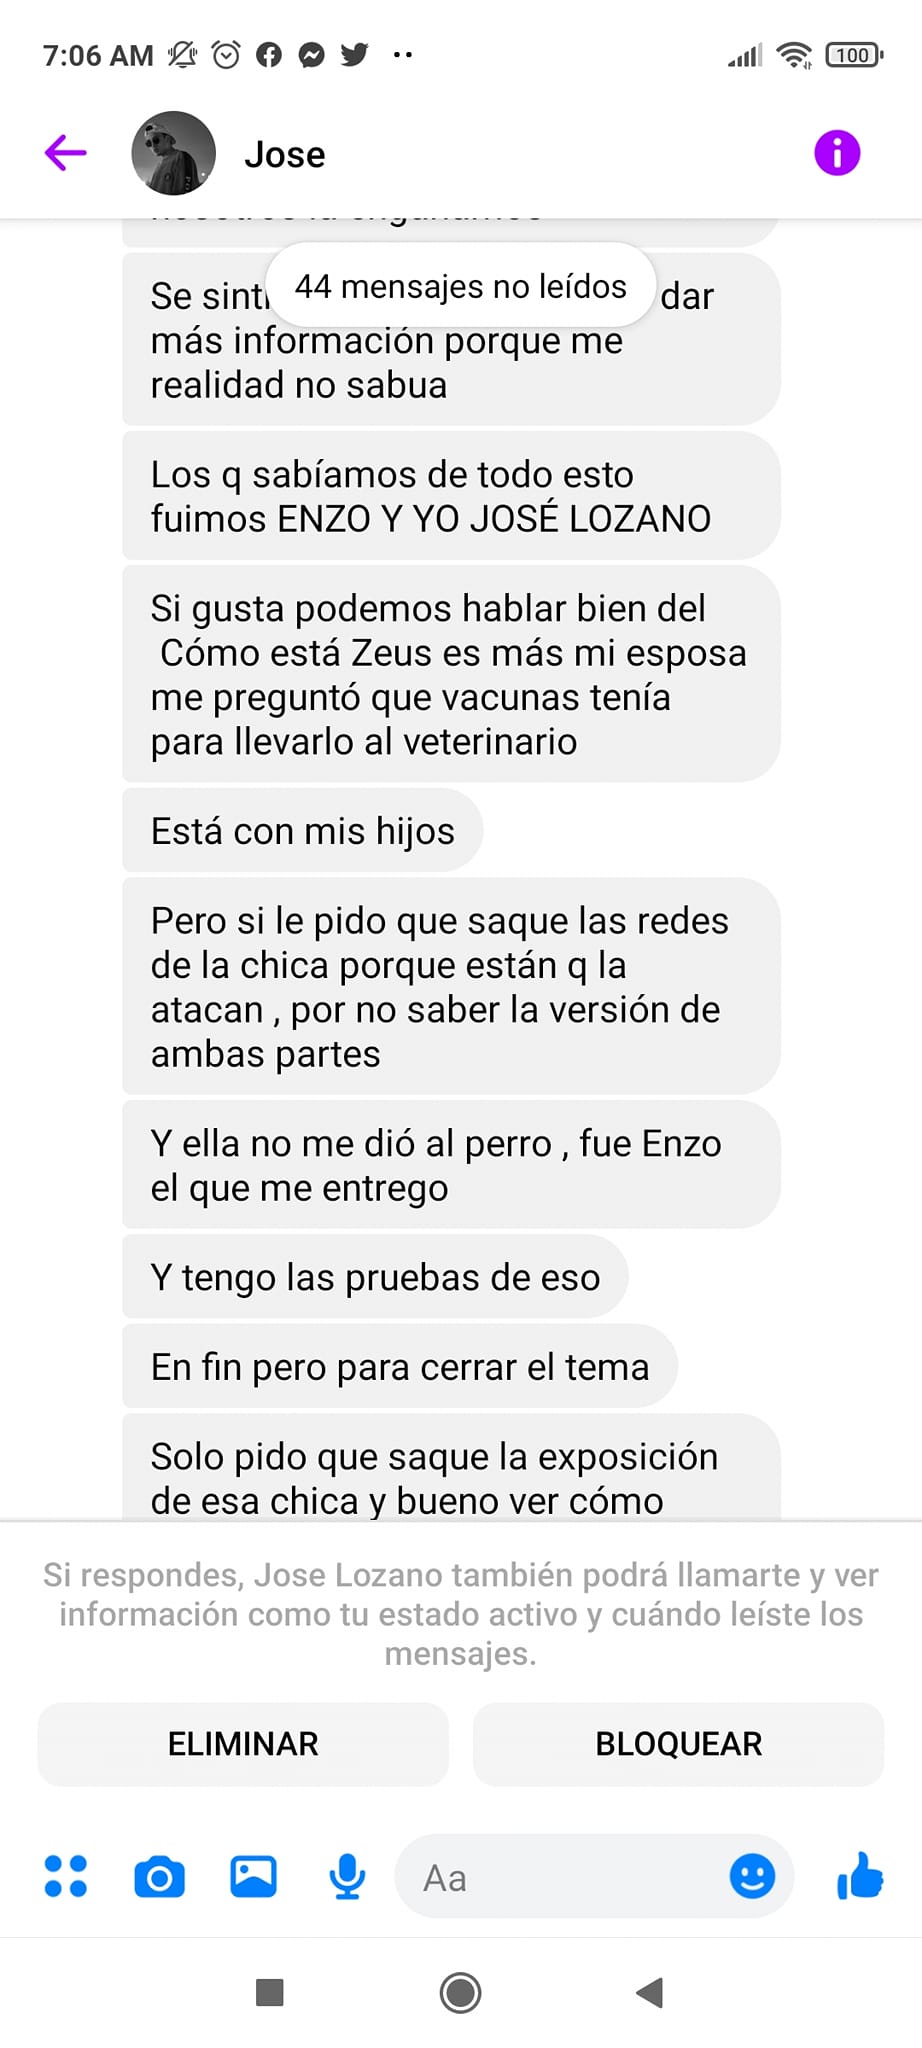 7:06 AM
100
Jose
44 mensajes no leídos
dar
más información porque me
realidad no sabua
Los q sabíamos de todo esto
fuimos ENZO Y YO JOSÉ LOZANO
Si gusta podemos hablar bien del
Cómo está Zeus es más mi esposa
me preguntó que vacunas tenía
para llevarlo al veterinario
Está con mis hijos
Pero si le pido que saque las redes
de la chica porque están q la
atacan , por no saber la versión de
ambas partes
Y ella no me dió al perro , fue Enzo
el que me entrego
Y tengo las pruebas de eso
En fin pero para cerrar el tema
Solo pido que saque la exposición
de esa chica y bueno ver cómo
Si respondes, Jose Lozano también podrá llamarte y ver
información como tu estado activo y cuándo leíste los
mensajes.
ELIMINAR
BLOQUEAR
Aa